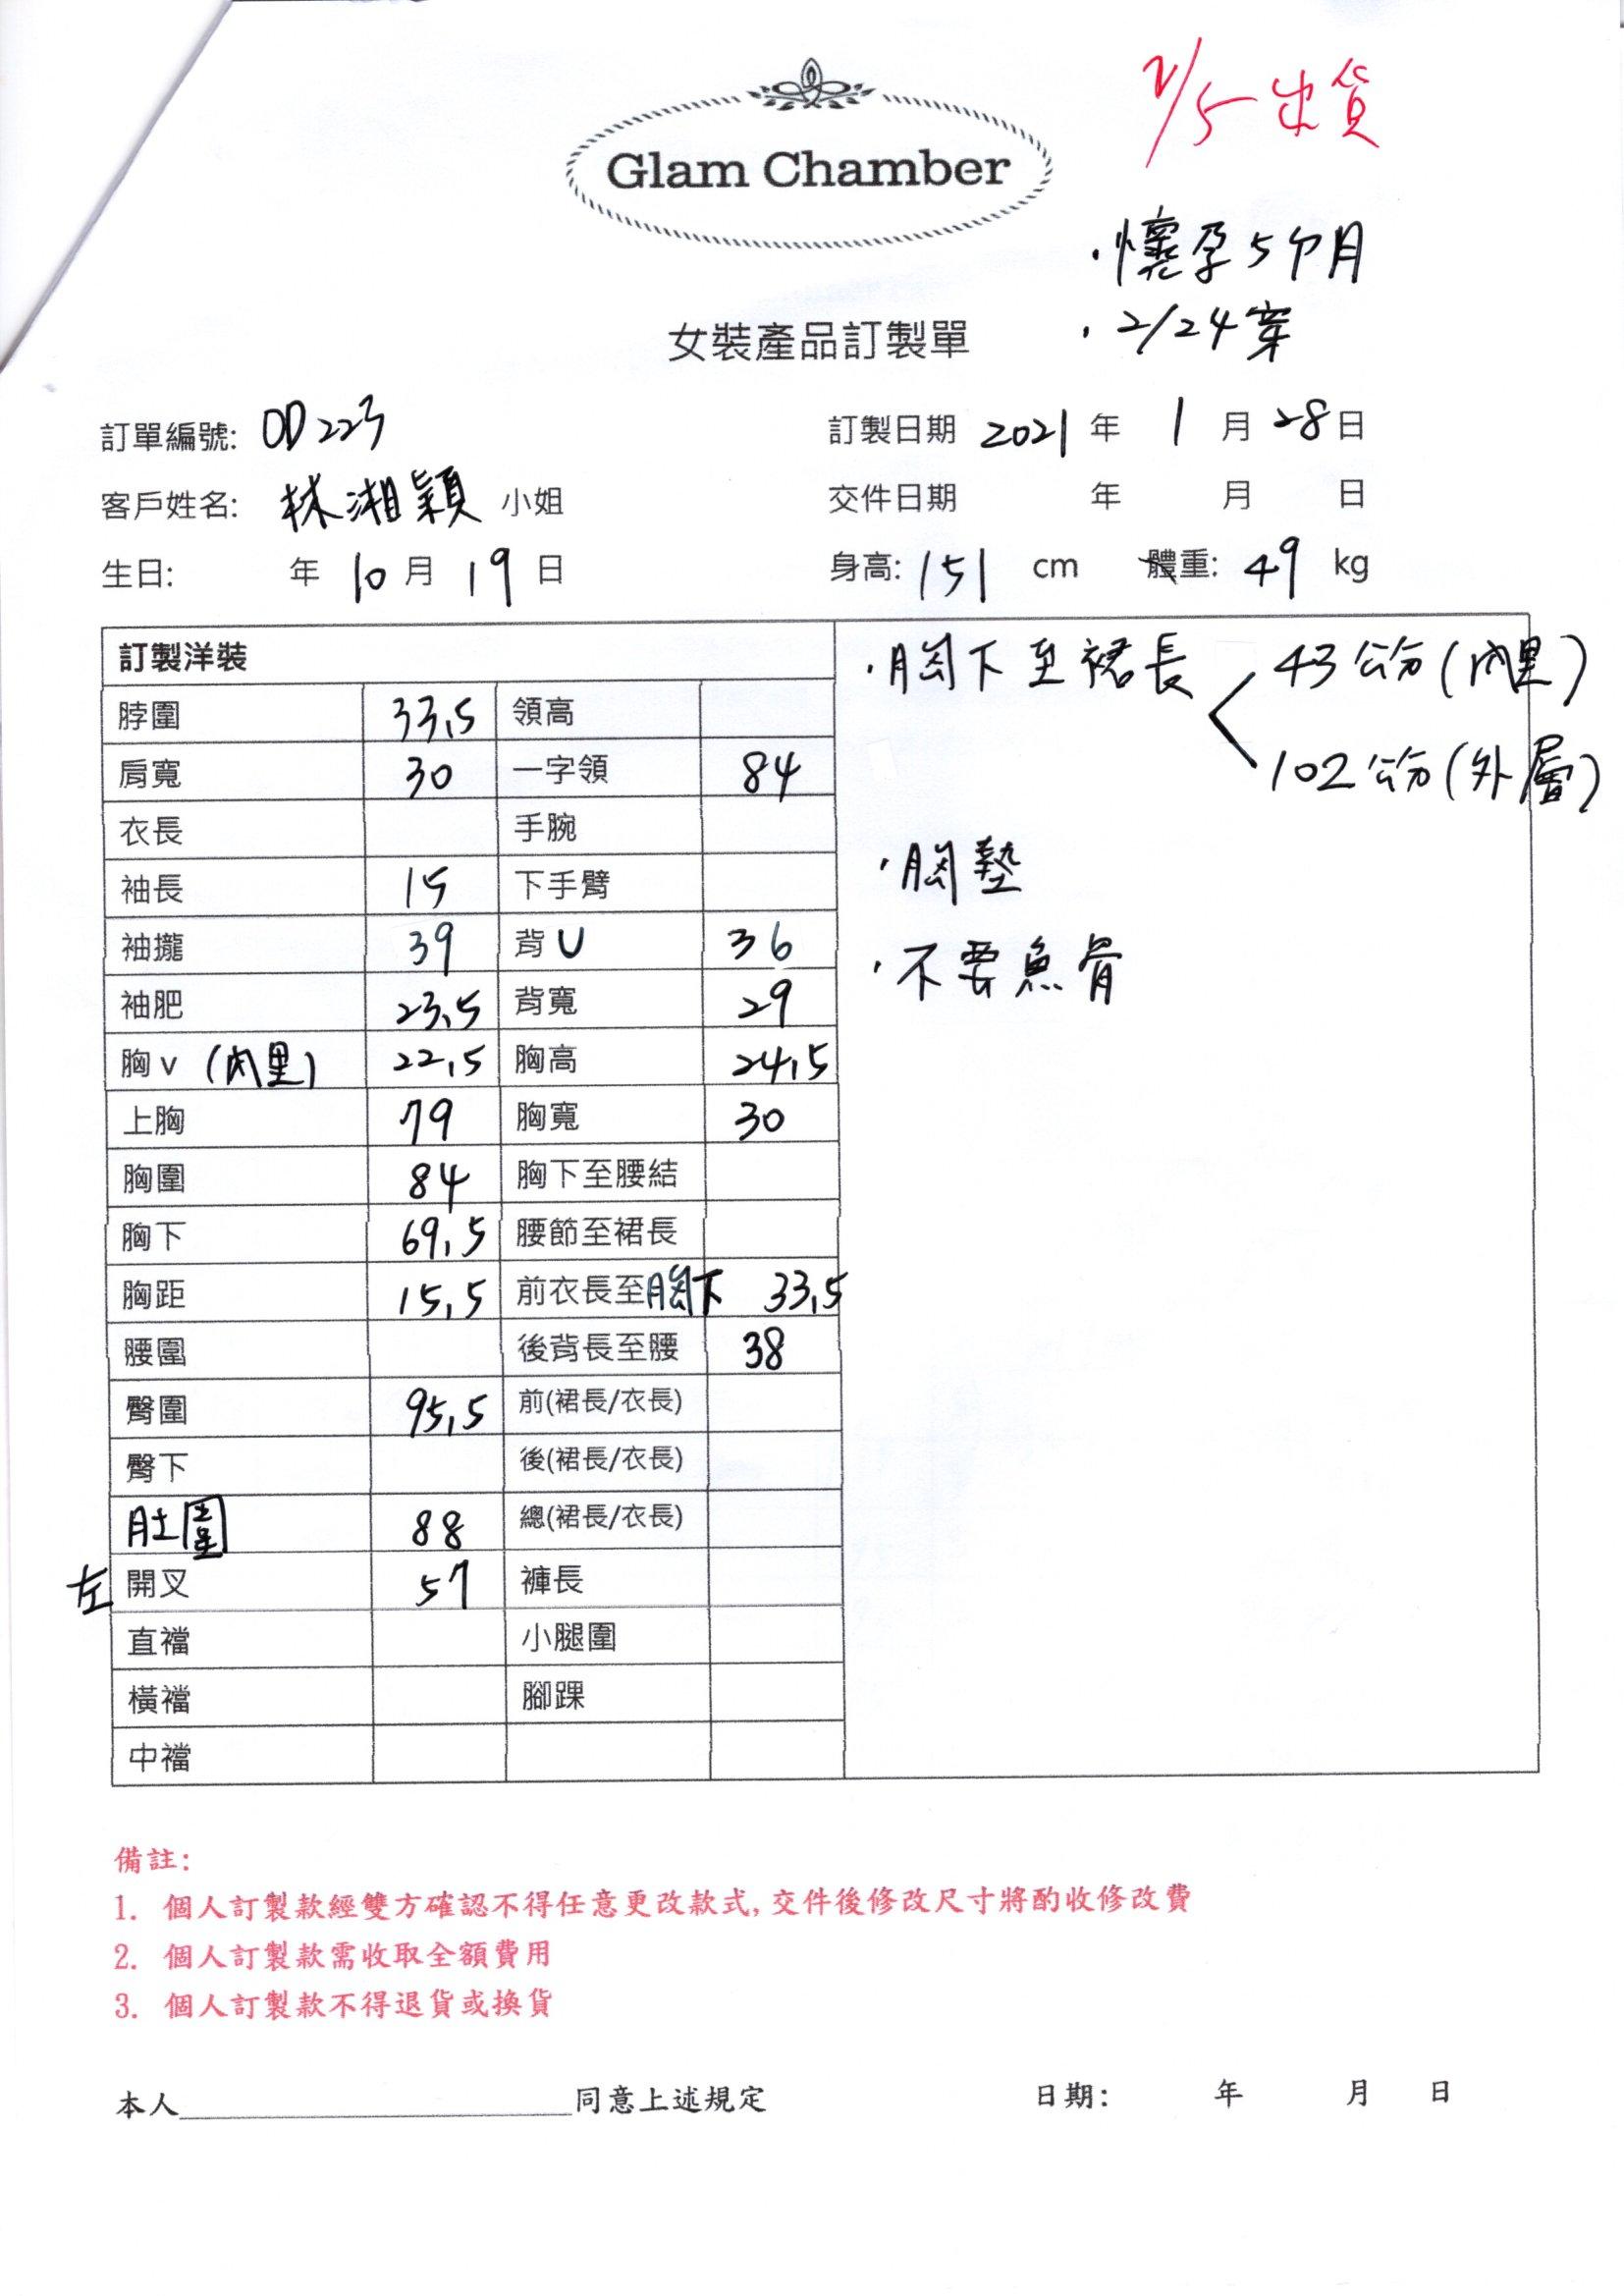 2/5出貨
Glam Chamber
·懷孕5个月
·2/24穿
女裝產品訂製單
訂單編號: OD223 訂製日期 2021 年 1 月 28 日
客戶姓名: 林湘穎 小姐 交件日期 年 月 日
生日: 年 10 月 19 日 身高: 151 cm 體重: 49 kg
訂製洋裝
·胸下至裙長 43公分(內里)
102公分(外層)
·胸墊
·不要魚骨
脖圍 33.5 領高
肩寬 30 一字領 84
衣長 手腕
袖長 15 下手臂
袖攏 39 背U 36
袖肥 23.5 背寬 29
胸v (內里) 22.5 胸高 24.5
上胸 79 胸寬 30
胸圍 84 胸下至腰結
胸下 69.5 腰節至裙長
胸距 15.5 前衣長至胸下 33.5
腰圍 後背長至腰 38
臀圍 95.5 前(裙長/衣長)
臀下 後(裙長/衣長)
肚圍 88 總(裙長/衣長)
左 開叉 57 褲長
直襠 小腿圍
橫襠 腳踝
中襠
備註:
1. 個人訂製款經雙方確認不得任意更改款式, 交件後修改尺寸將酌收修改費
2. 個人訂製款需收取全額費用
3. 個人訂製款不得退貨或換貨
本人____________________同意上述規定 日期: 年 月 日